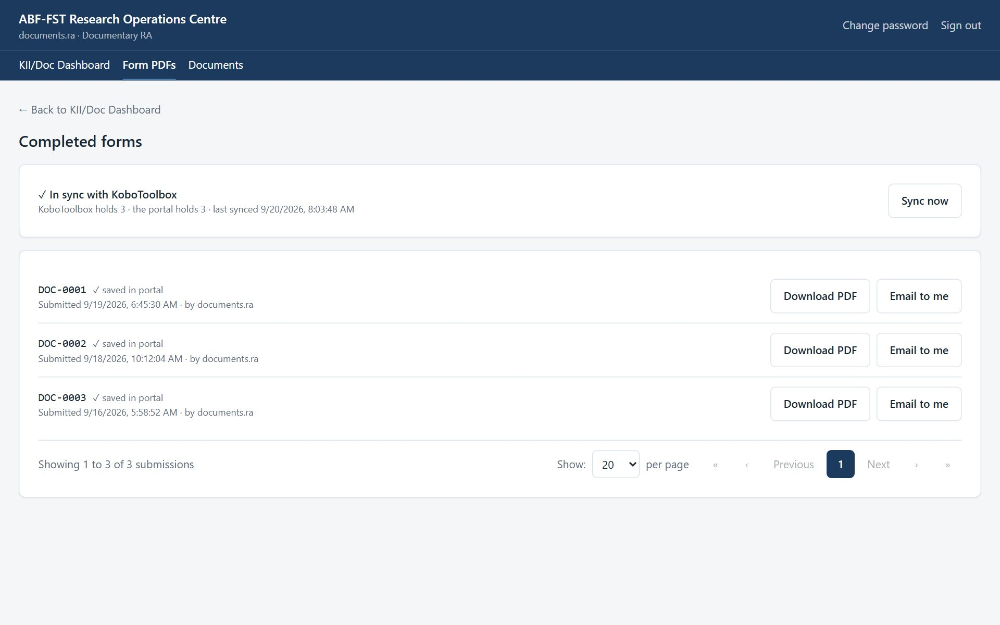 ABF-FST Research Operations Centre
documents.ra · Documentary RA
Change password Sign out
KII/Doc Dashboard Form PDFs Documents
← Back to KII/Doc Dashboard
Completed forms
✓ In sync with KoboToolbox
KoboToolbox holds 3 · the portal holds 3 · last synced 9/20/2026, 8:03:48 AM
Sync now
DOC-0001 ✓ saved in portal
Submitted 9/19/2026, 6:45:30 AM · by documents.ra
Download PDF Email to me
DOC-0002 ✓ saved in portal
Submitted 9/18/2026, 10:12:04 AM · by documents.ra
Download PDF Email to me
DOC-0003 ✓ saved in portal
Submitted 9/16/2026, 5:58:52 AM · by documents.ra
Download PDF Email to me
Showing 1 to 3 of 3 submissions
Show: 20 per page « ‹ Previous 1 Next › »